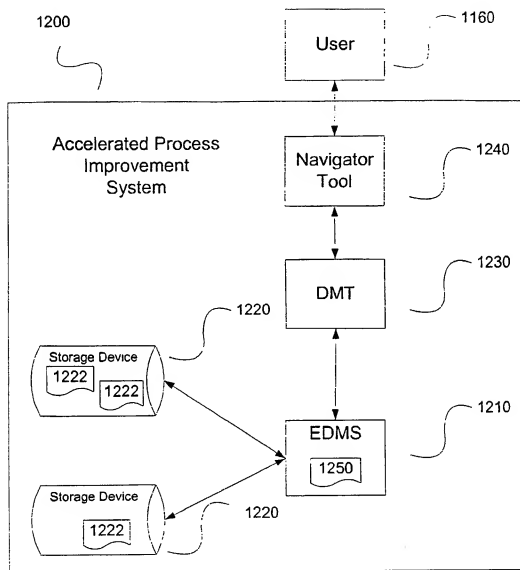 1200
User
1160
Accelerated Process
Improvement
System
Navigator
Tool
1240
DMT
1230
1220
Storage Device
1222
1222
EDMS
1250
1210
Storage Device
1222
1220